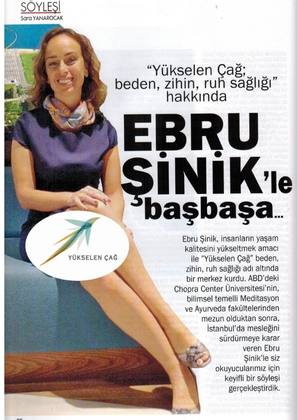 SÖYLEŞİ
Sara YANAROCAK
“Yükselen Çağ;
beden, zihin, ruh sağlığı”
hakkında
EBRU
ŞİNİK’le
başbaşa...
YÜKSELEN ÇAĞ
Ebru Şinik, insanların yaşam
kalitesini yükseltmek amacı
ile “Yükselen Çağ” beden,
zihin, ruh sağlığı adı altında
bir merkez kurdu. ABD’deki
Chopra Center Üniversitesi’nin,
bilimsel temelli Meditasyon
ve Ayurveda fakültelerinden
mezun olduktan sonra,
İstanbul’da mesleğini
sürdürmeye karar
veren Ebru
Şinik’le siz
okuyucularımız için
keyifli bir söyleşi
gerçekleştirdik.